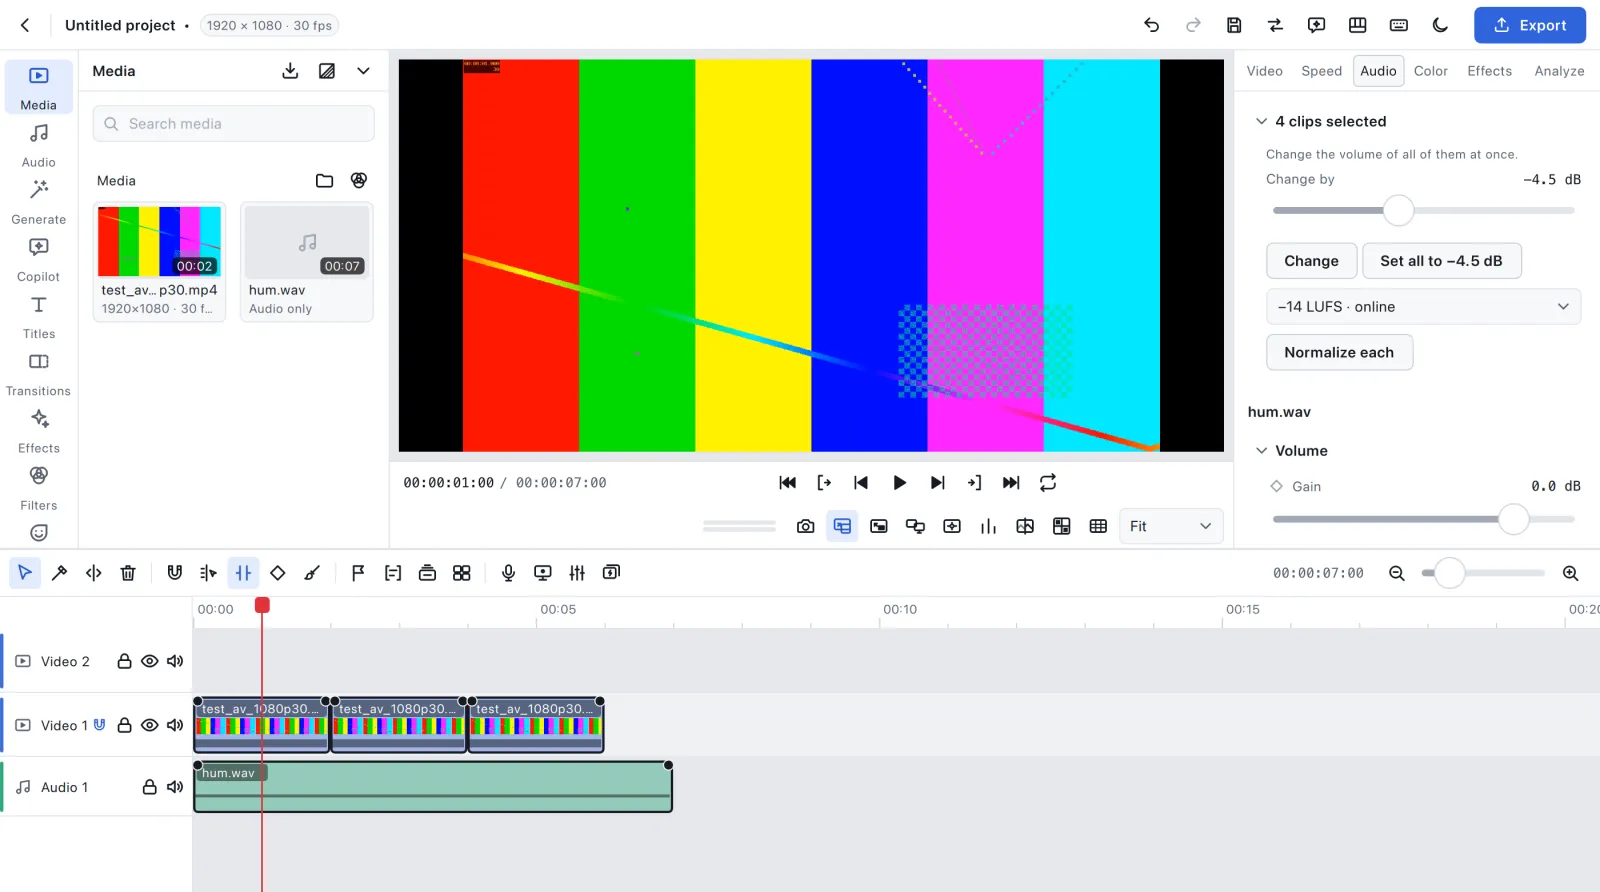 Untitled project •
1920 × 1080 · 30 fps
Export
Media
Audio
Generate
Copilot
Titles
Transitions
Effects
Filters
Media
Search media
Media
00:02
test_av…p30.mp4
1920×1080 · 30 f…
00:07
hum.wav
Audio only
00:00:01:00 / 00:00:07:00
Fit
Video
Speed
Audio
Color
Effects
Analyze
4 clips selected
Change the volume of all of them at once.
Change by
−4.5 dB
Change
Set all to −4.5 dB
−14 LUFS · online
Normalize each
hum.wav
Volume
Gain
0.0 dB
00:00:07:00
00:00
00:05
00:10
00:15
00:20
Video 2
Video 1
test_av_1080p30.…
test_av_1080p30.…
test_av_1080p30.…
Audio 1
hum.wav